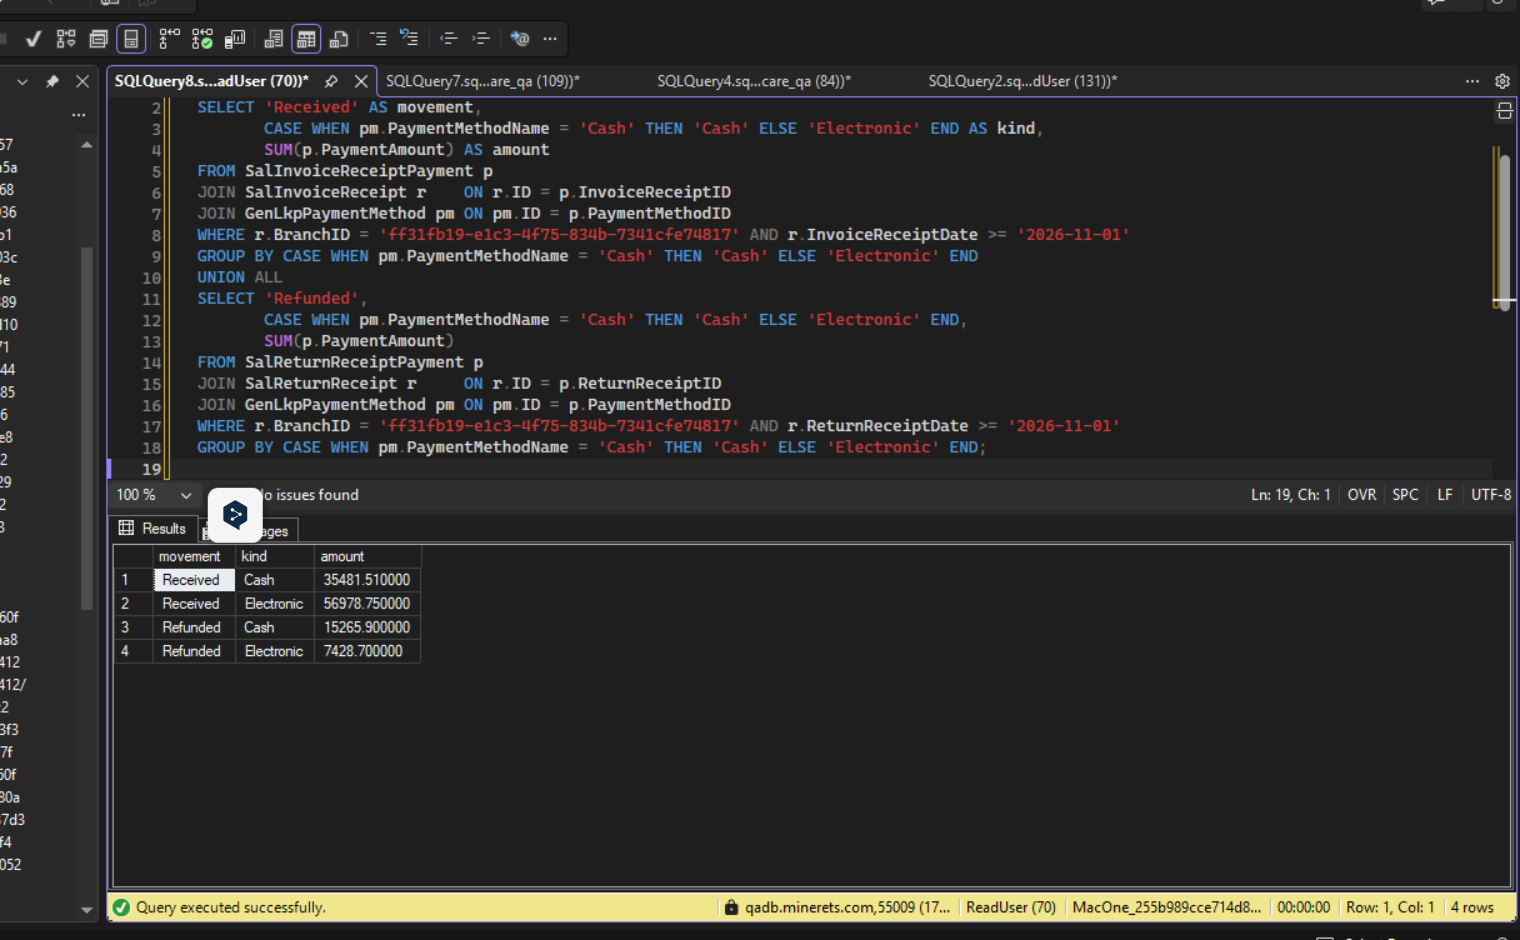 SQLQuery8.s...adUser (70))*
SQLQuery7.sq...are_qa (109))*
SQLQuery4.sq...care_qa (84))*
SQLQuery2.sq...dUser (131))*
2 SELECT 'Received' AS movement,
3 CASE WHEN pm.PaymentMethodName = 'Cash' THEN 'Cash' ELSE 'Electronic' END AS kind,
4 SUM(p.PaymentAmount) AS amount
5 FROM SalInvoiceReceiptPayment p
6 JOIN SalInvoiceReceipt r ON r.ID = p.InvoiceReceiptID
7 JOIN GenLkpPaymentMethod pm ON pm.ID = p.PaymentMethodID
8 WHERE r.BranchID = 'ff31fb19-e1c3-4f75-834b-7341cfe74817' AND r.InvoiceReceiptDate >= '2026-11-01'
9 GROUP BY CASE WHEN pm.PaymentMethodName = 'Cash' THEN 'Cash' ELSE 'Electronic' END
10 UNION ALL
11 SELECT 'Refunded',
12 CASE WHEN pm.PaymentMethodName = 'Cash' THEN 'Cash' ELSE 'Electronic' END,
13 SUM(p.PaymentAmount)
14 FROM SalReturnReceiptPayment p
15 JOIN SalReturnReceipt r ON r.ID = p.ReturnReceiptID
16 JOIN GenLkpPaymentMethod pm ON pm.ID = p.PaymentMethodID
17 WHERE r.BranchID = 'ff31fb19-e1c3-4f75-834b-7341cfe74817' AND r.ReturnReceiptDate >= '2026-11-01'
18 GROUP BY CASE WHEN pm.PaymentMethodName = 'Cash' THEN 'Cash' ELSE 'Electronic' END;
19
100 %
issues found
Ln: 19, Ch: 1 OVR SPC LF UTF-8
Results
movement kind amount
1 Received Cash 35481.510000
2 Received Electronic 56978.750000
3 Refunded Cash 15265.900000
4 Refunded Electronic 7428.700000
Query executed successfully.
qadb.minerets.com,55009 (17... ReadUser (70) MacOne_255b989cce714d8... 00:00:00 Row: 1, Col: 1 4 rows